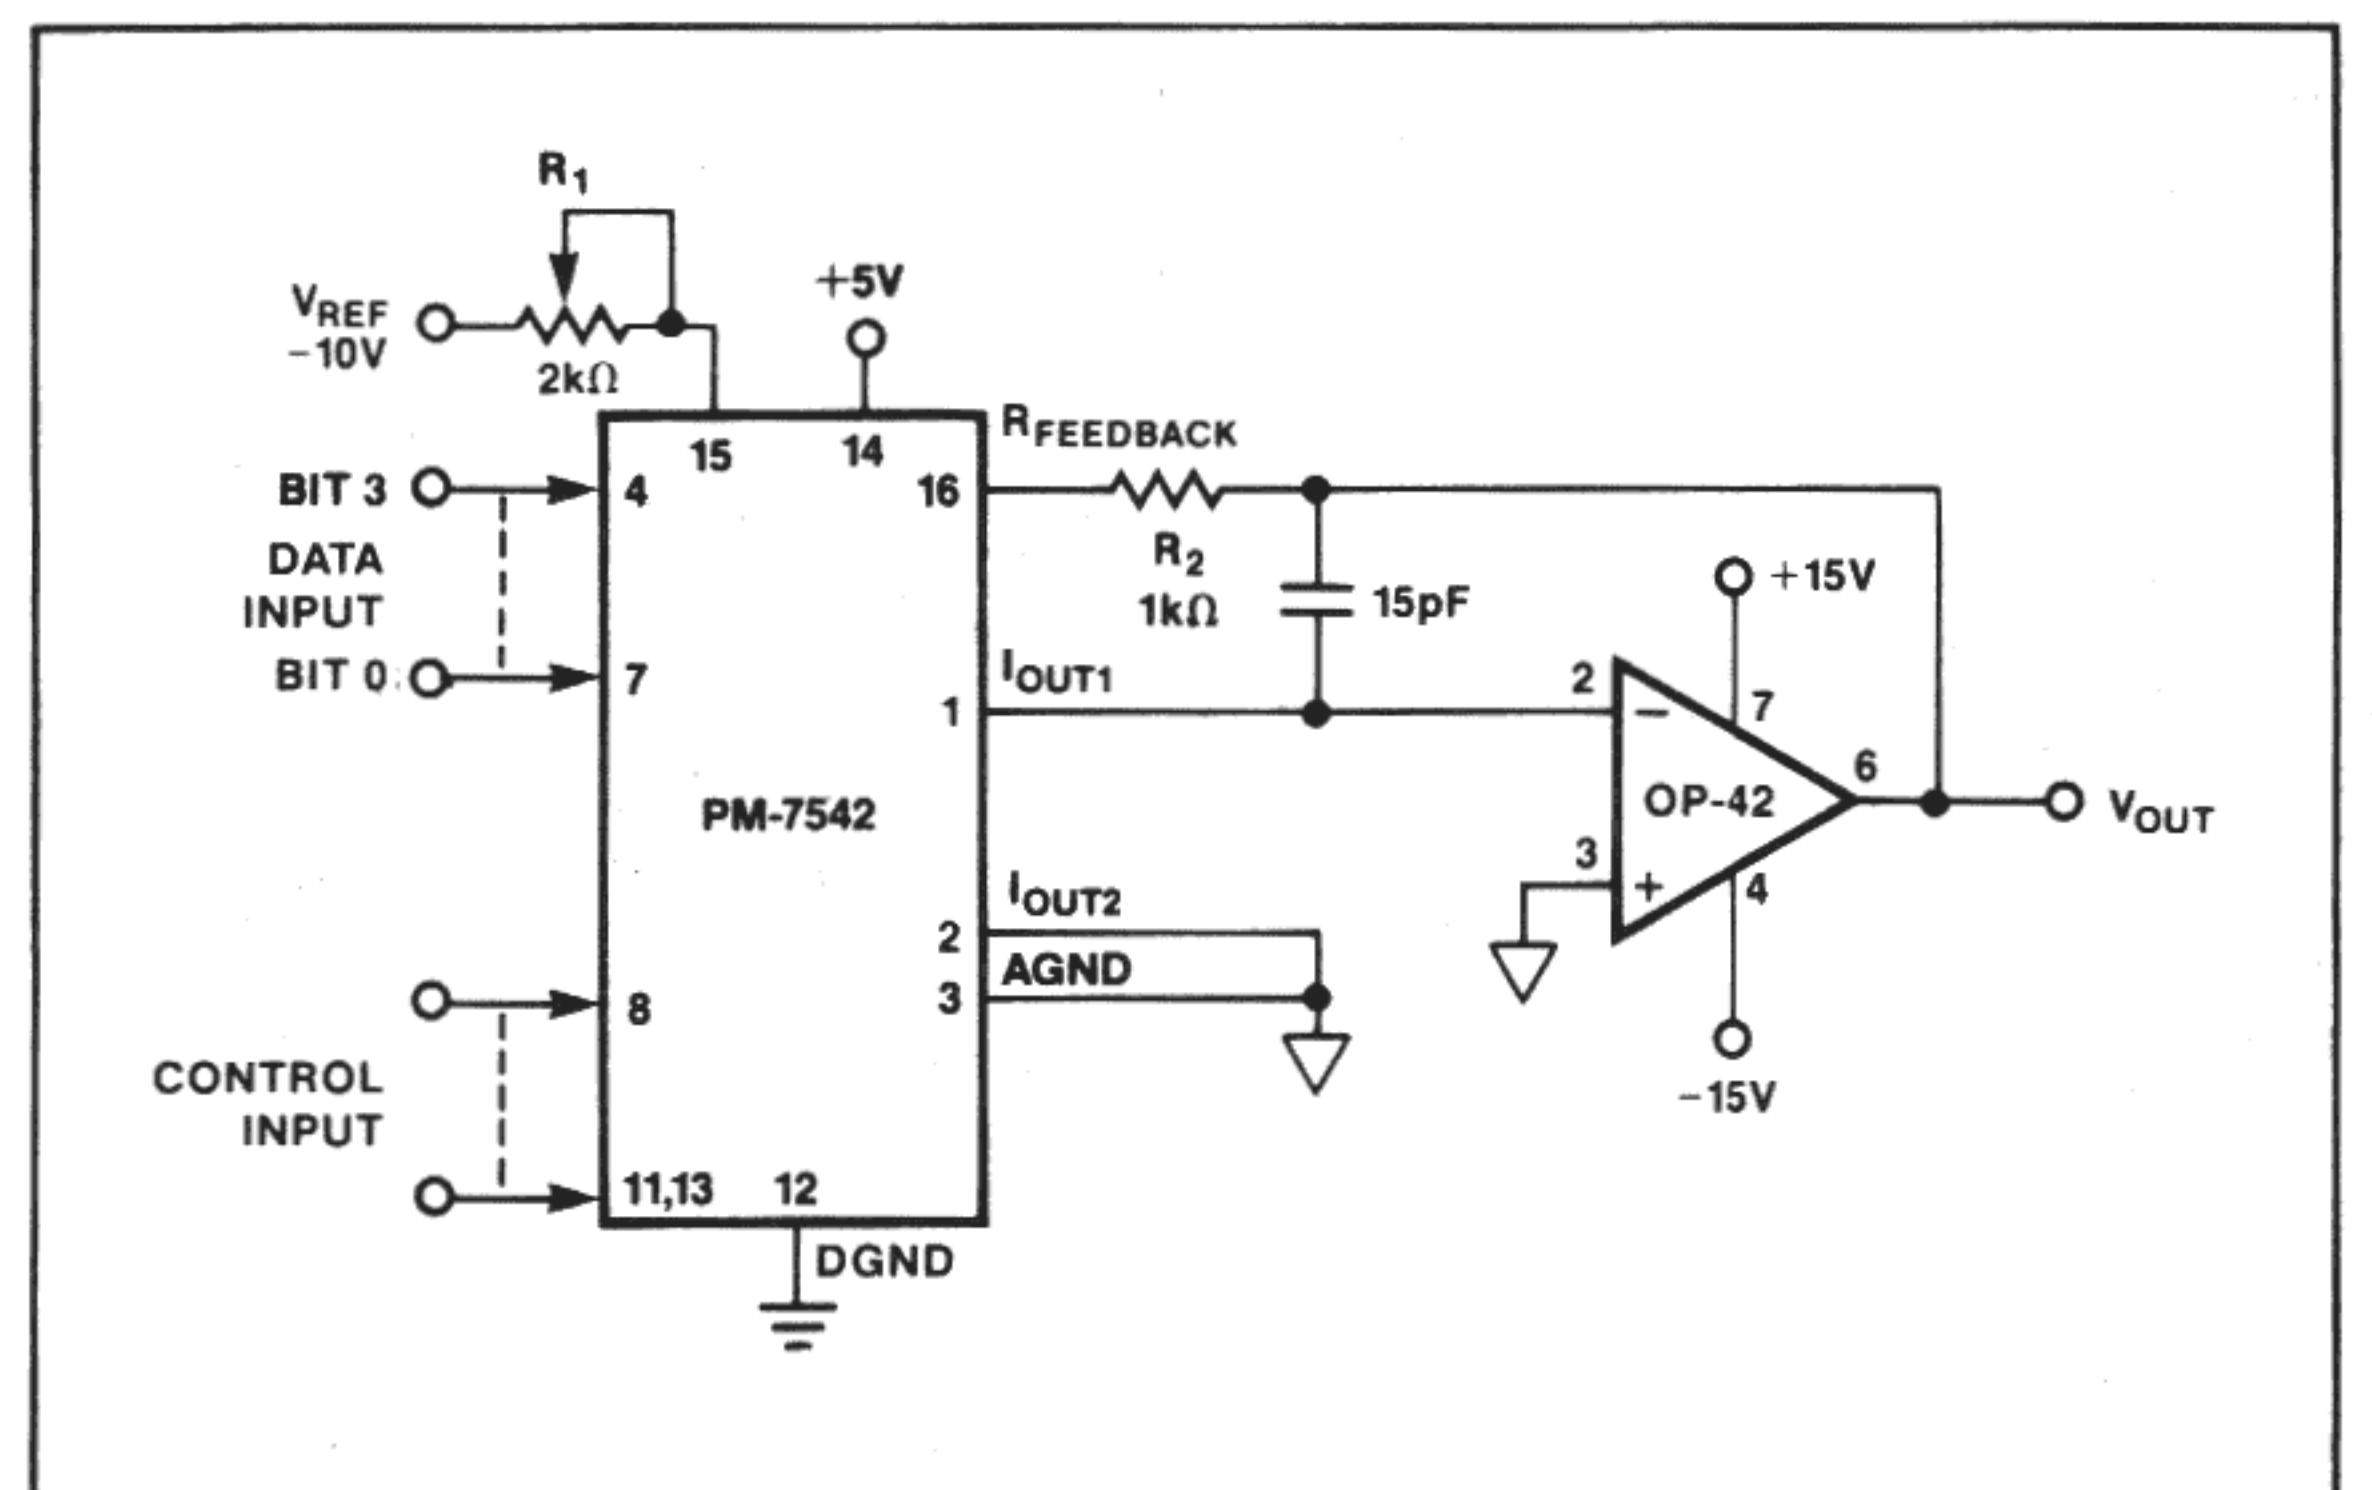 R1
VREF
−10V
2kΩ
+5V
15
14
RFEEDBACK
BIT 3
4
16
DATA
INPUT
R2
1kΩ
15pF
+15V
BIT 0
7
IOUT1
1
2
−
7
PM-7542
OP-42
6
VOUT
3
+
4
IOUT2
2
AGND
3
8
CONTROL
INPUT
−15V
11,13
12
DGND